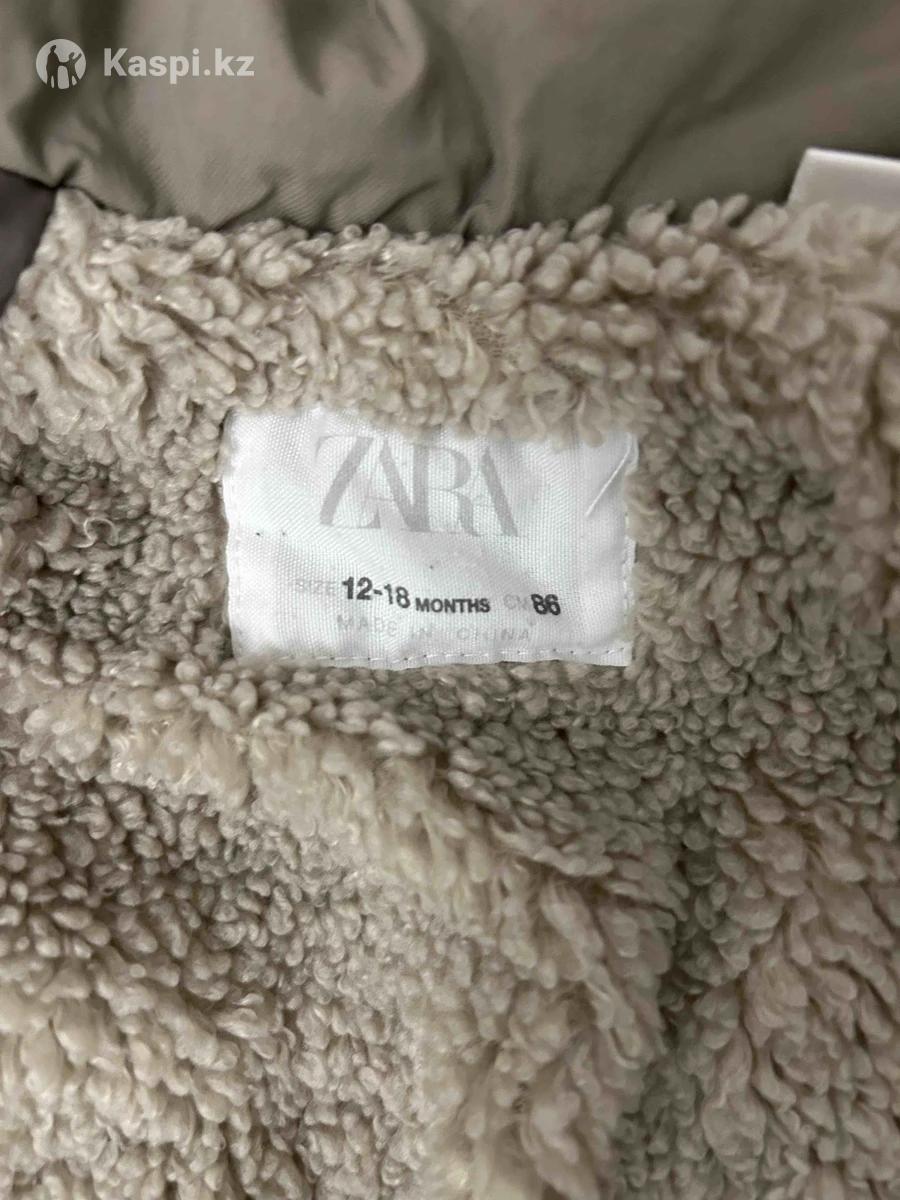 Kaspi.kz
ZARA
SIZE 12-18 MONTHS CM 86
MADE IN CHINA